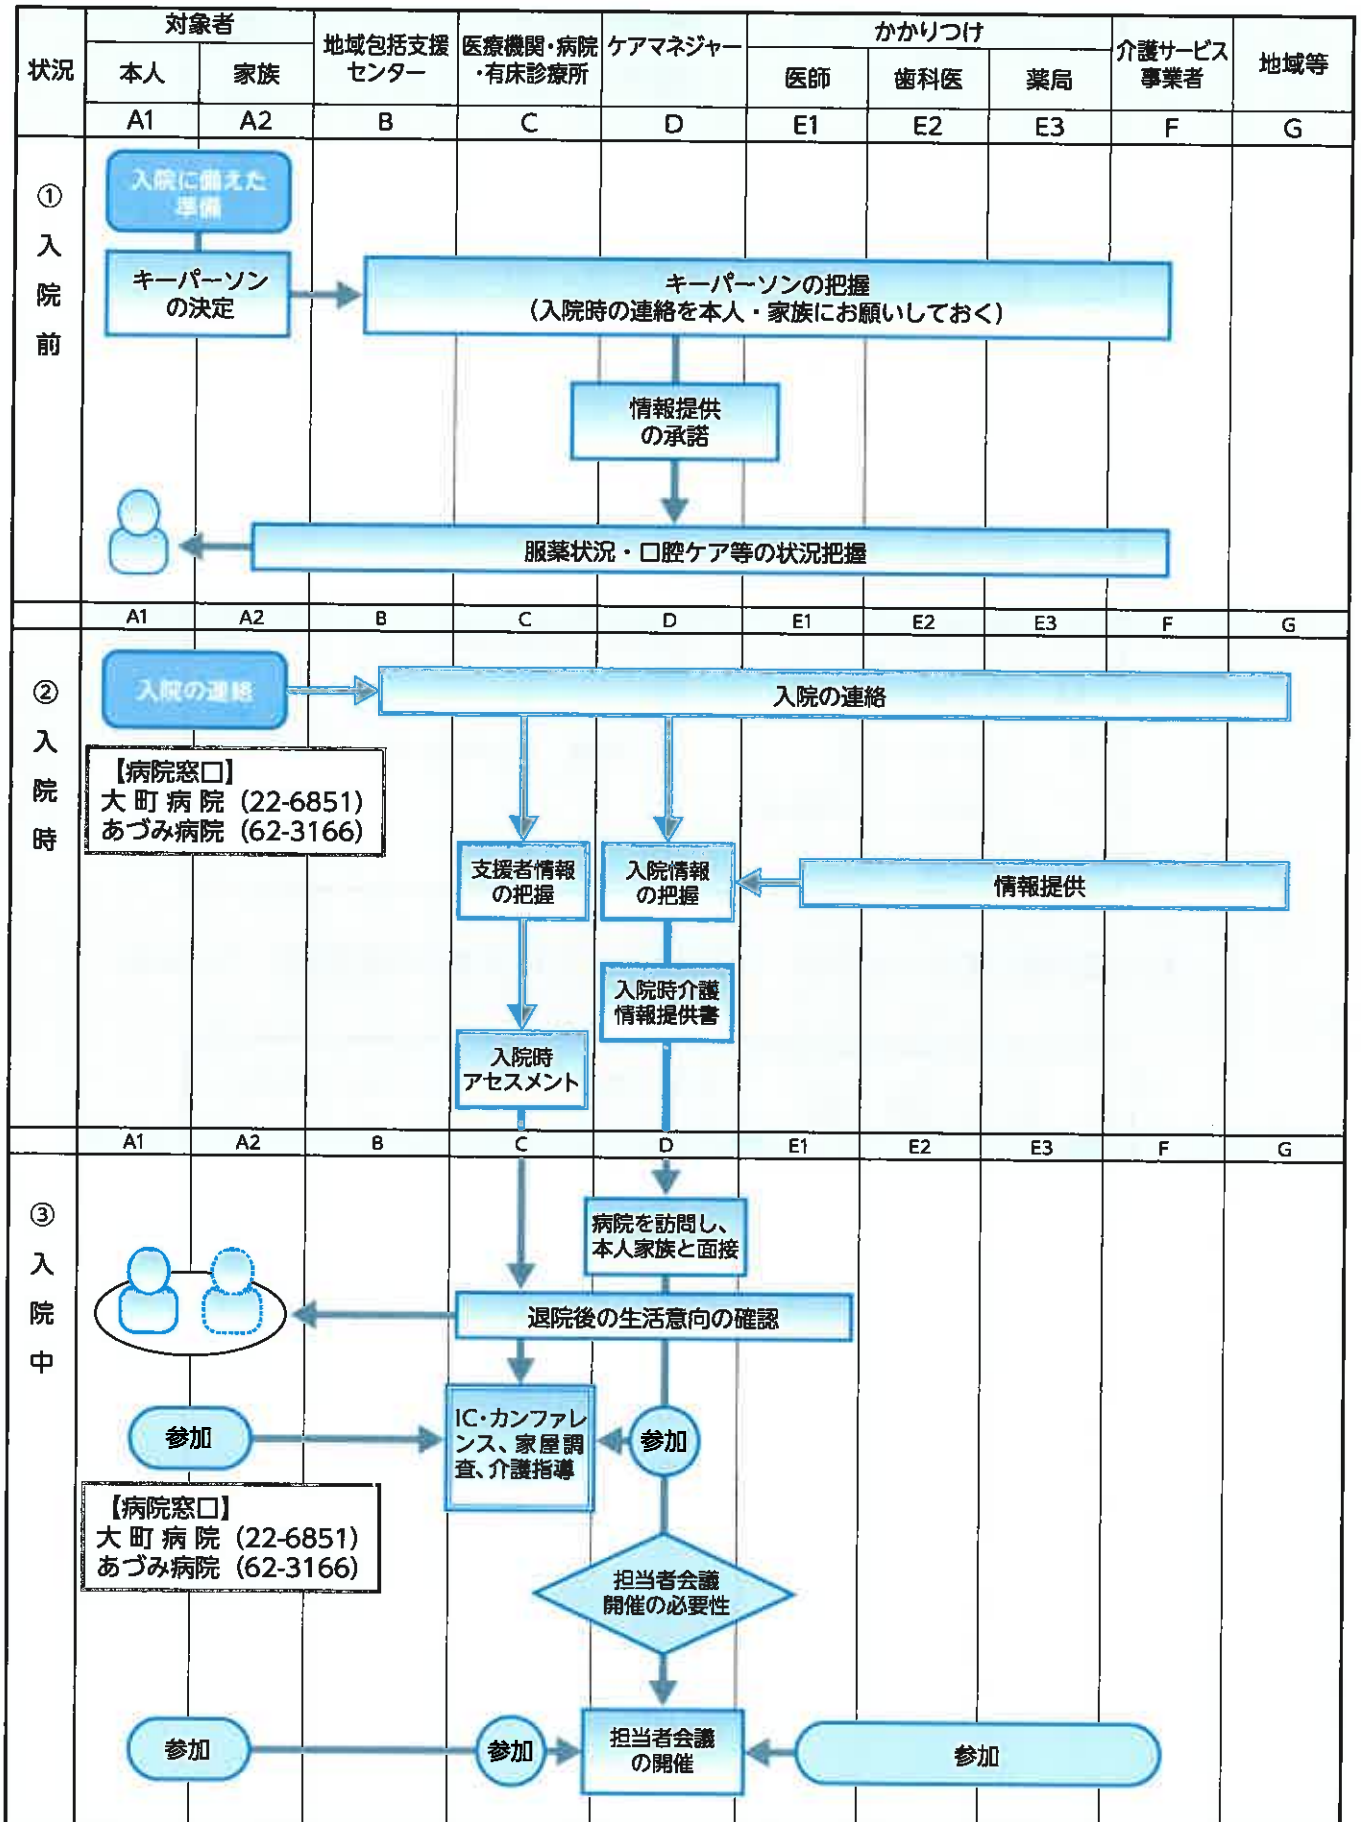 状況
対象者
本人
家族
地域包括支援
センター
医療機関・病院
・有床診療所
ケアマネジャー
かかりつけ
医師
歯科医
薬局
介護サービス
事業者
地域等
A1 A2 B C D E1 E2 E3 F G
①入院前
入院に備えた
準備
キーパーソン
の決定
キーパーソンの把握
(入院時の連絡を本人・家族にお願いしておく)
情報提供
の承諾
服薬状況・口腔ケア等の状況把握
A1 A2 B C D E1 E2 E3 F G
②入院時
入院の連絡
入院の連絡
【病院窓口】
大町病院 (22-6851)
あづみ病院 (62-3166)
支援者情報
の把握
入院情報
の把握
情報提供
入院時介護
情報提供書
入院時
アセスメント
A1 A2 B C D E1 E2 E3 F G
③入院中
病院を訪問し、
本人家族と面接
退院後の生活意向の確認
参加
IC・カンファレ
ンス、家屋調
査、介護指導
参加
【病院窓口】
大町病院 (22-6851)
あづみ病院 (62-3166)
担当者会議
開催の必要性
参加
参加
担当者会議
の開催
参加